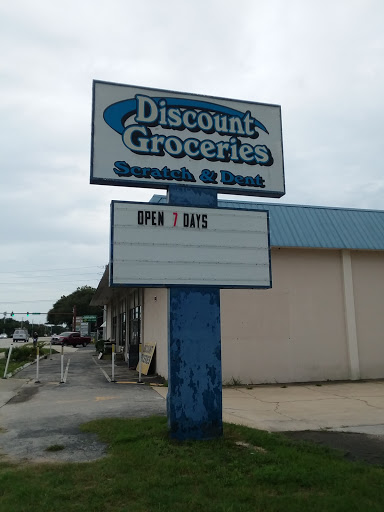 Discount
Groceries
Scratch & Dent
OPEN 7 DAYS